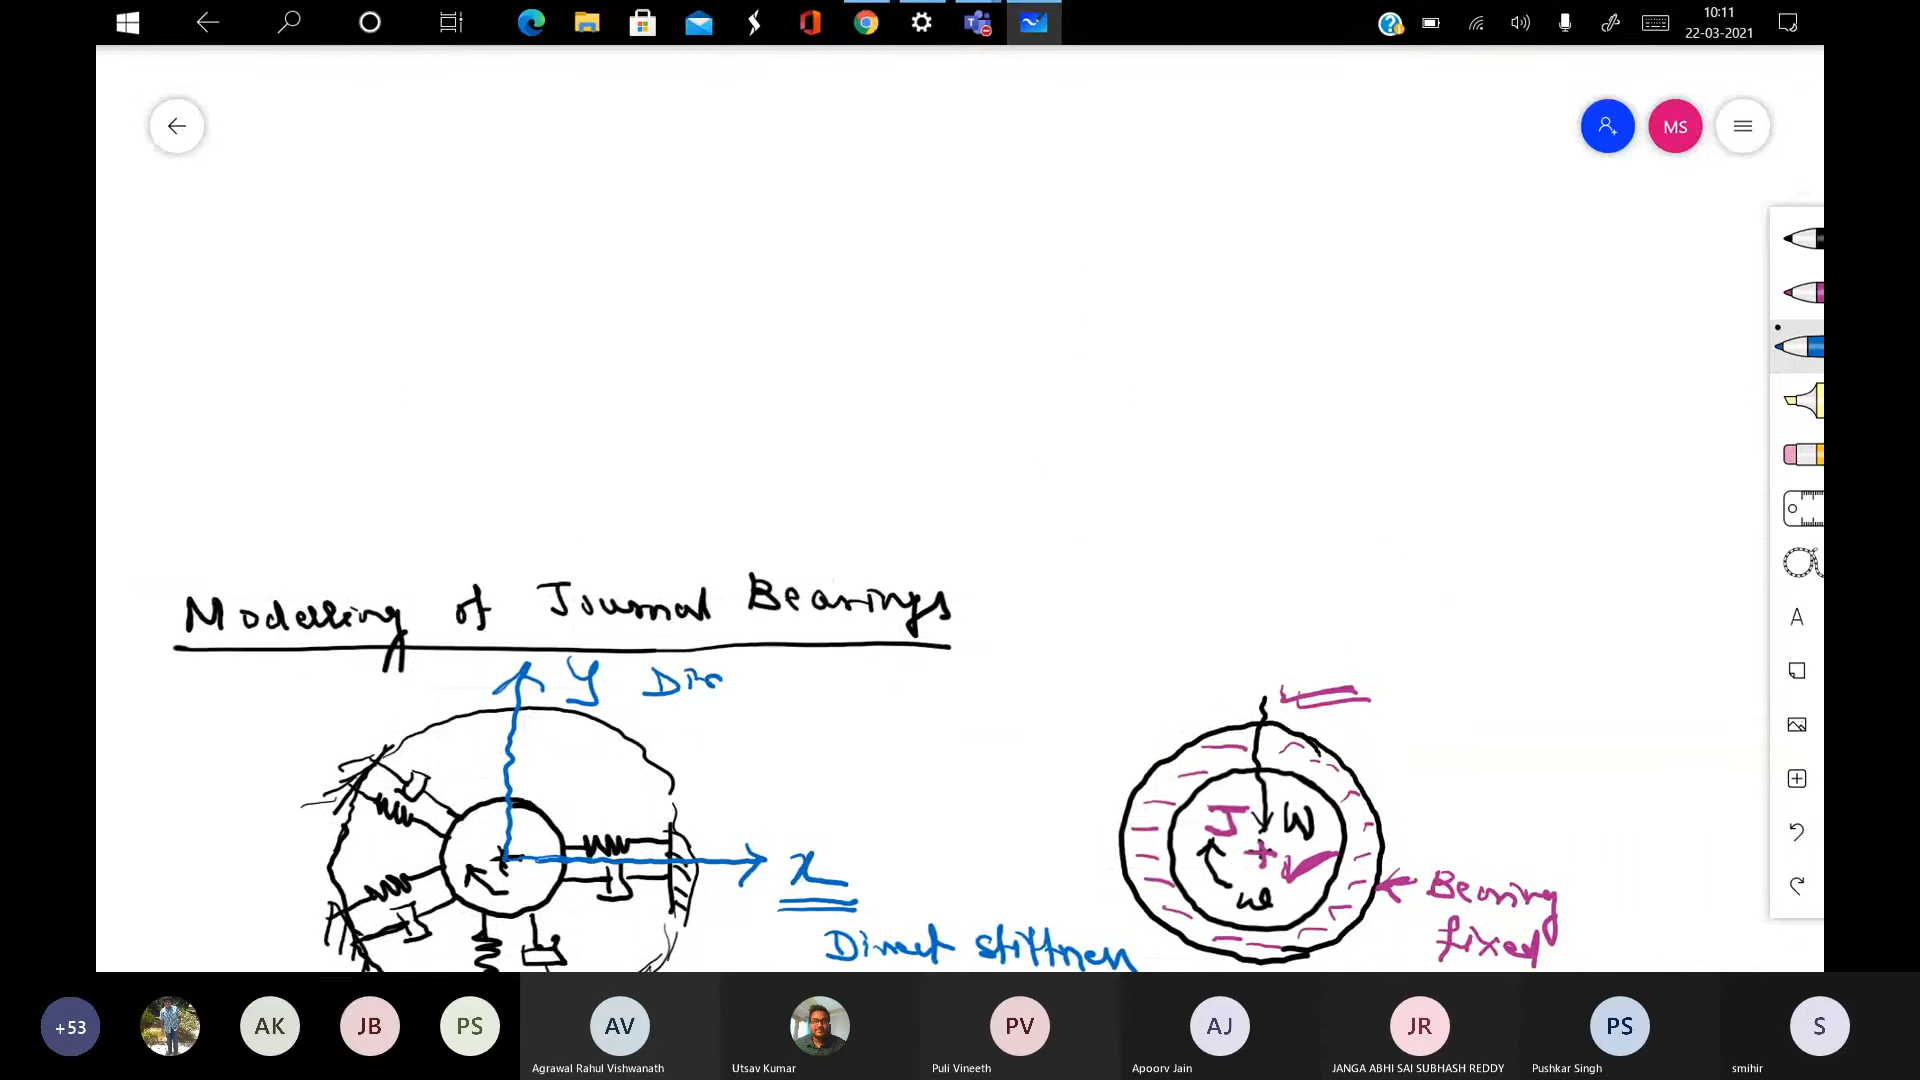 10:11
22-03-2021
MS
Modelling of Journal Bearings
y Dir
J W
x
ω
Bearing
fixed
Direct stiffness
A
+53
AK
JB
PS
AV
PV
AJ
JR
PS
S
Agrawal Rahul Vishwanath
Utsav Kumar
Puli Vineeth
Apoorv Jain
JANGA ABHI SAI SUBHASH REDDY
Pushkar Singh
smihir